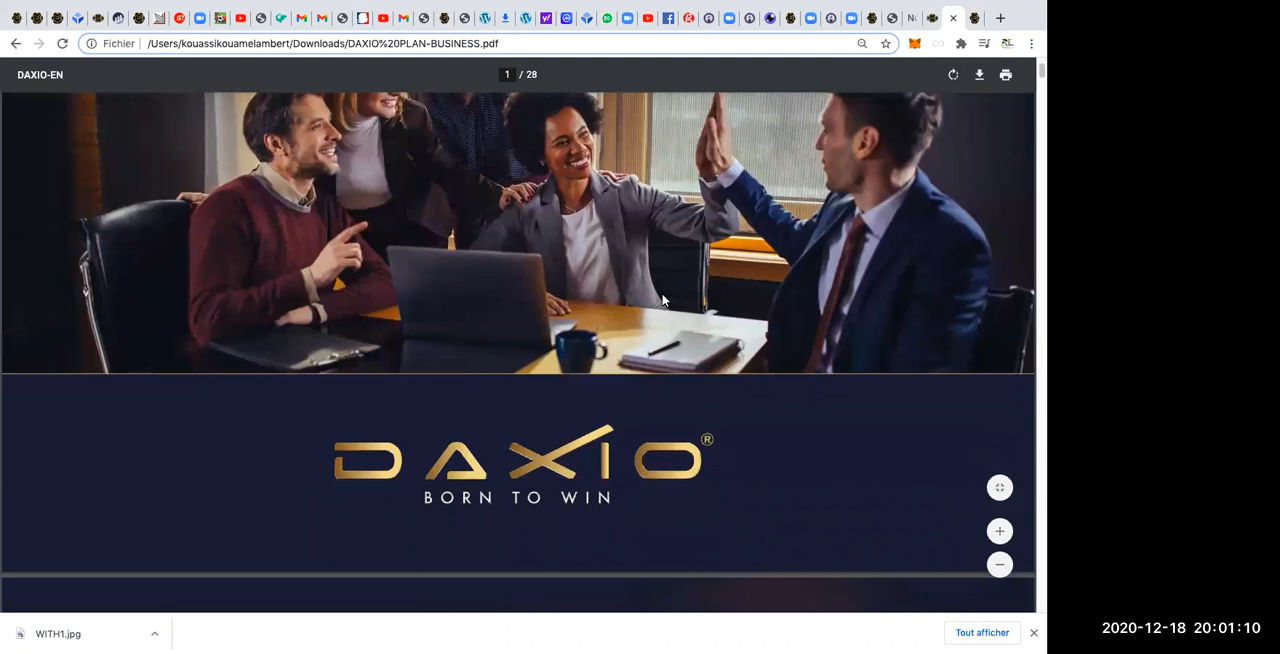 Fichier
/Users/kouassikouamelambert/Downloads/DAXIO%20PLAN-BUSINESS.pdf
DAXIO-EN
1 / 28
DAXIO®
BORN TO WIN
WITH1.jpg
Tout afficher
2020-12-18 20:01:10